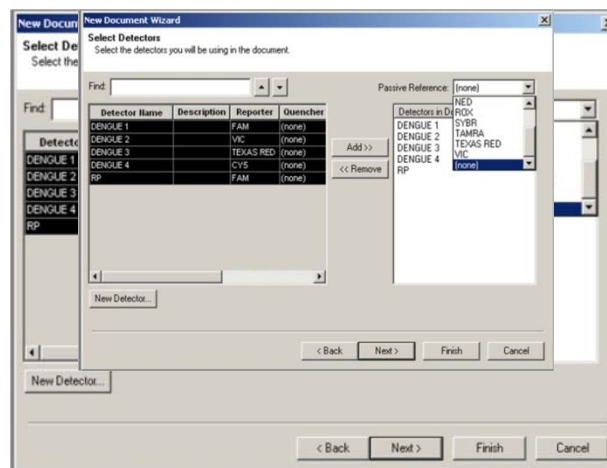 New Docum
New Document Wizard
Select De
Select the
Select Detectors
Select the detectors you will be using in the document.
Find:
Passive Reference: (none)
Find:
Detector Name Description Reporter Quencher
DENGUE 1 FAM (none)
DENGUE 2 VIC (none)
DENGUE 3 TEXAS RED (none)
DENGUE 4 CY5 (none)
RP FAM (none)
Add >>
<< Remove
Detectors in D
DENGUE 1
DENGUE 2
DENGUE 3
DENGUE 4
RP
NED
ROX
SYBR
TAMRA
TEXAS RED
VIC
(none)
Detecto
DENGUE 1
DENGUE 2
DENGUE 3
DENGUE 4
RP
New Detector...
< Back Next > Finish Cancel
New Detector...
< Back Next > Finish Cancel